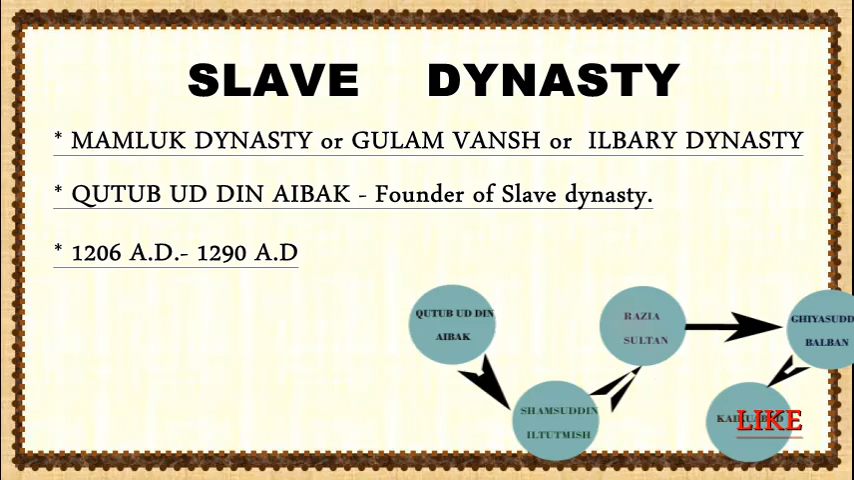 SLAVE DYNASTY
* MAMLUK DYNASTY or GULAM VANSH or ILBARY DYNASTY
* QUTUB UD DIN AIBAK - Founder of Slave dynasty.
* 1206 A.D.- 1290 A.D
QUTUB UD DIN
AIBAK
SHAMSUDDIN
ILTUTMISH
RAZIA
SULTAN
GHIYASUDD
BALBAN
LIKE